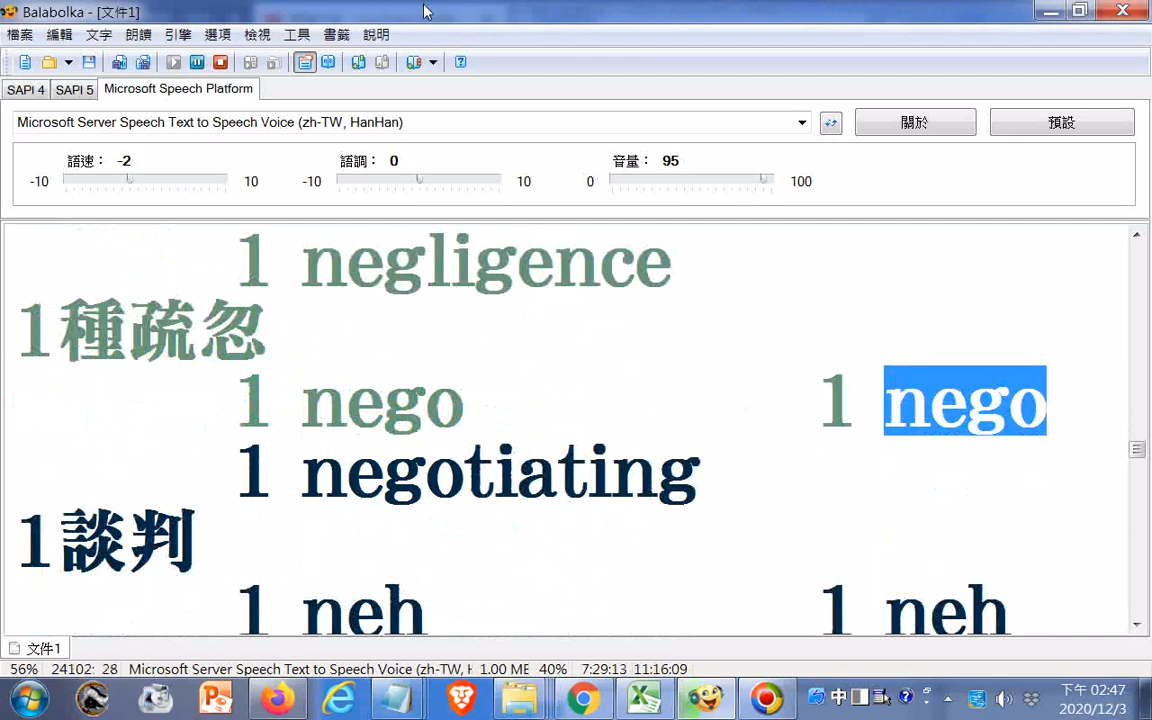 Balabolka - [文件1]
檔案 編輯 文字 朗讀 引擎 選項 檢視 工具 書籤 說明
SAPI 4 SAPI 5 Microsoft Speech Platform
Microsoft Server Speech Text to Speech Voice (zh-TW, HanHan) 關於 預設
語速： -2 語調： 0 音量： 95
-10 10 -10 10 0 100
1 negligence
1種疏忽
1 nego 1 nego
1 negotiating
1談判
1 neh 1 neh
文件1
56% 24102: 28 Microsoft Server Speech Text to Speech Voice (zh-TW, H 1.00 ME 40% 7:29:13 11:16:09
中 下午 02:47
2020/12/3